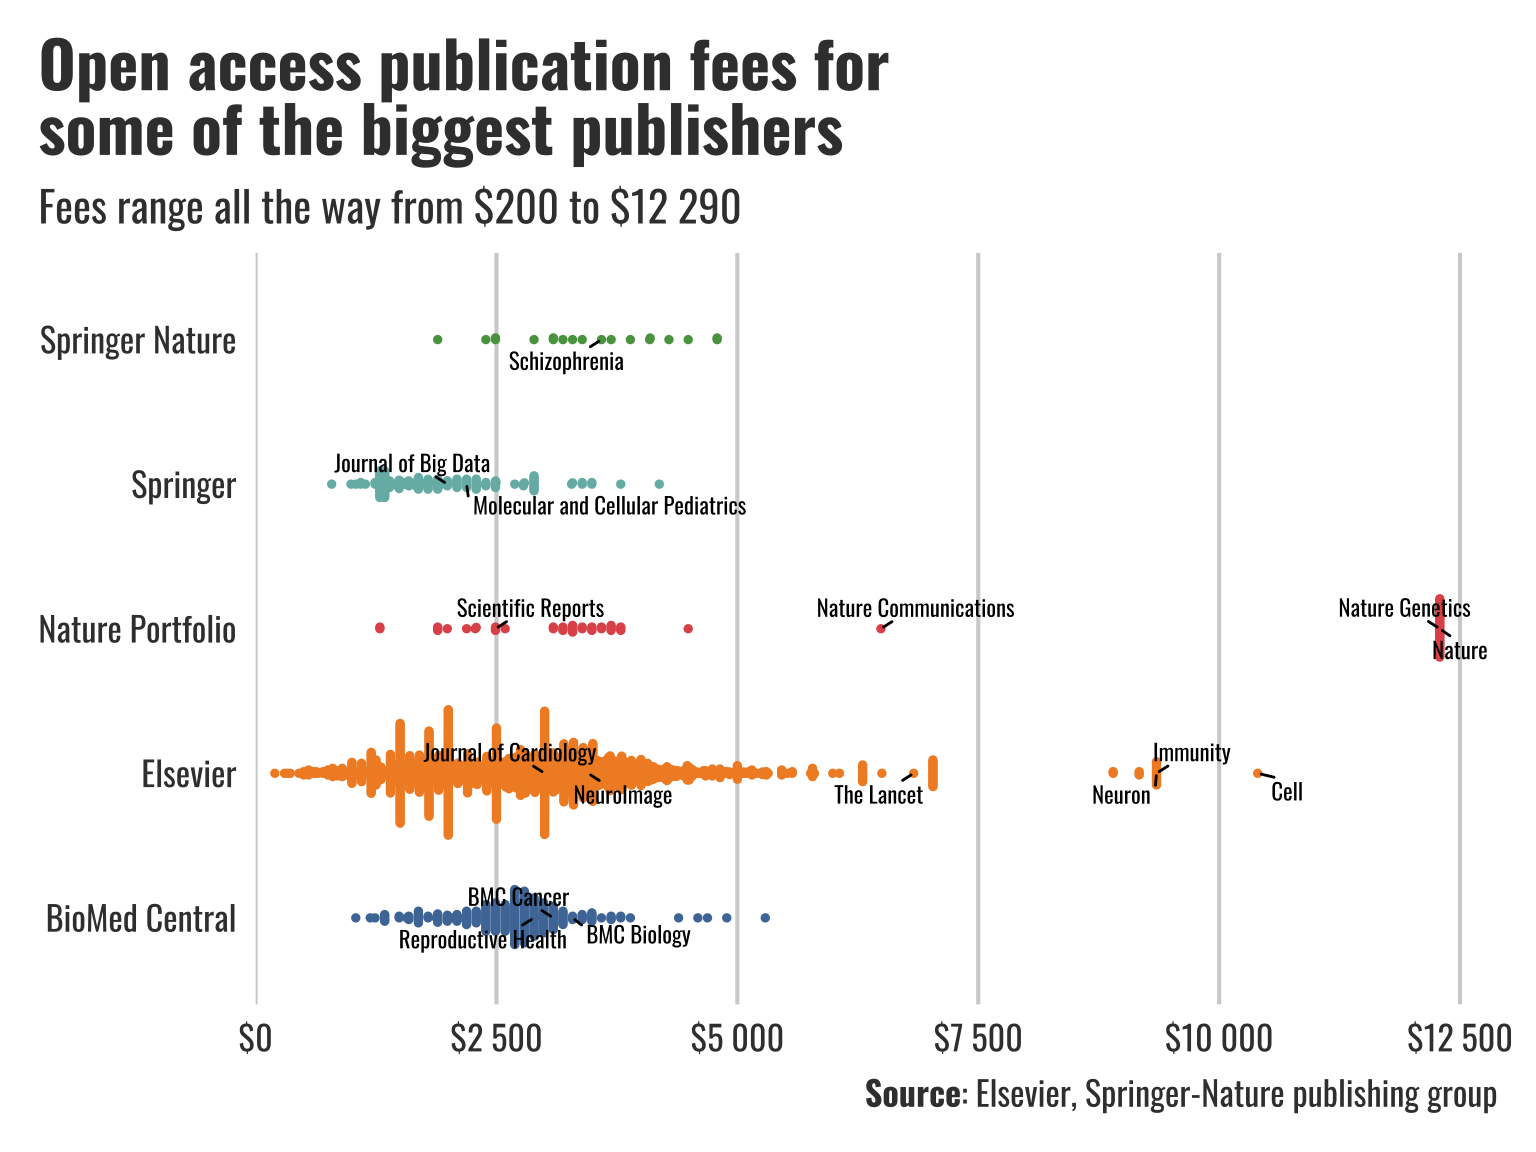 Open access publication fees for
some of the biggest publishers
Fees range all the way from $200 to $12 290
Springer Nature
Schizophrenia
Springer
Journal of Big Data
Molecular and Cellular Pediatrics
Nature Portfolio
Scientific Reports
Nature Communications
Nature Genetics
Nature
Elsevier
Journal of Cardiology
NeuroImage
The Lancet
Immunity
Neuron
Cell
BioMed Central
BMC Cancer
Reproductive Health
BMC Biology
$0
$2 500
$5 000
$7 500
$10 000
$12 500
Source: Elsevier, Springer-Nature publishing group